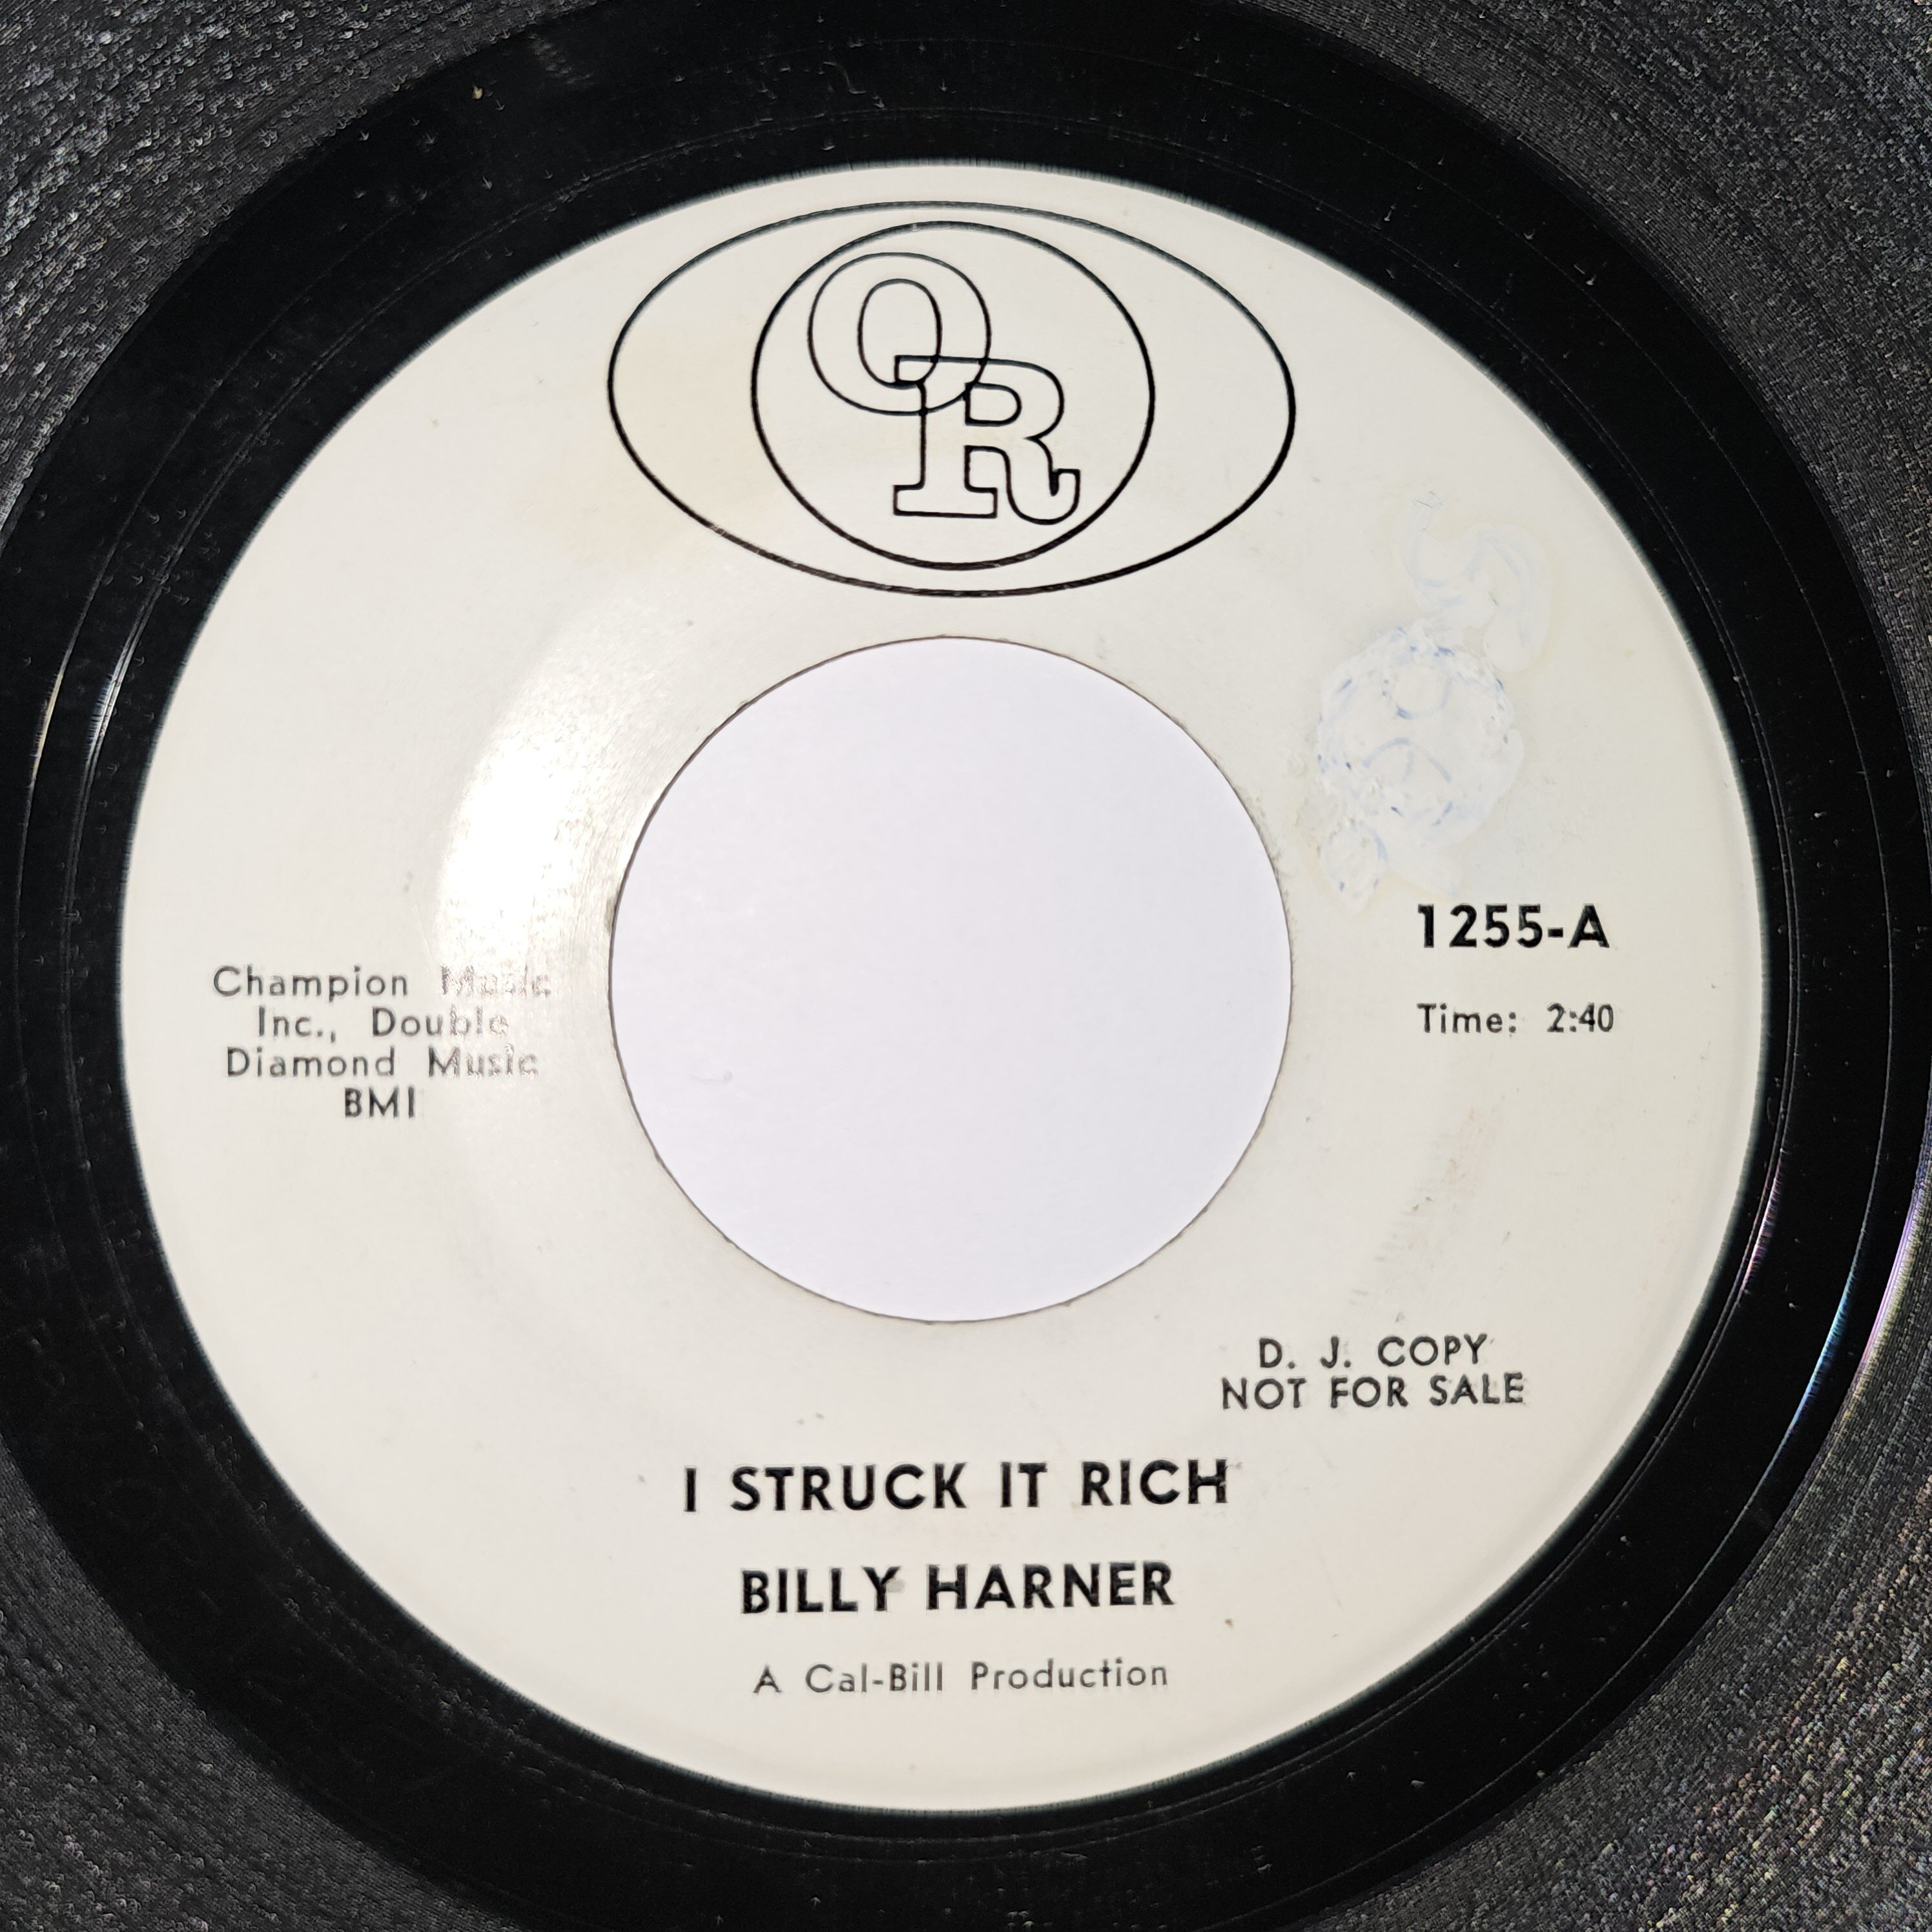 OR
Champion Music
Inc., Double
Diamond Music
BMI
1255-A
Time: 2:40
D. J. COPY
NOT FOR SALE
I STRUCK IT RICH
BILLY HARNER
A Cal-Bill Production